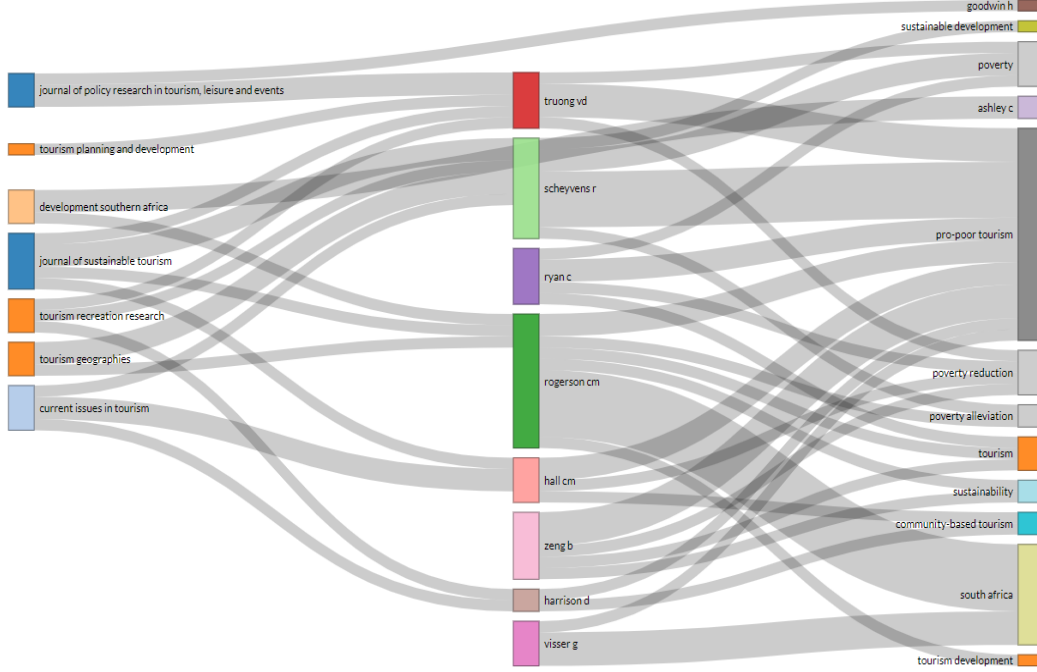 journal of policy research in tourism, leisure and events
tourism planning and development
development southern africa
journal of sustainable tourism
tourism recreation research
tourism geographies
current issues in tourism
truong vd
scheyvens r
ryan c
rogerson cm
hall cm
zeng b
harrison d
visser g
goodwin h
sustainable development
poverty
ashley c
pro-poor tourism
poverty reduction
poverty alleviation
tourism
sustainability
community-based tourism
south africa
tourism development